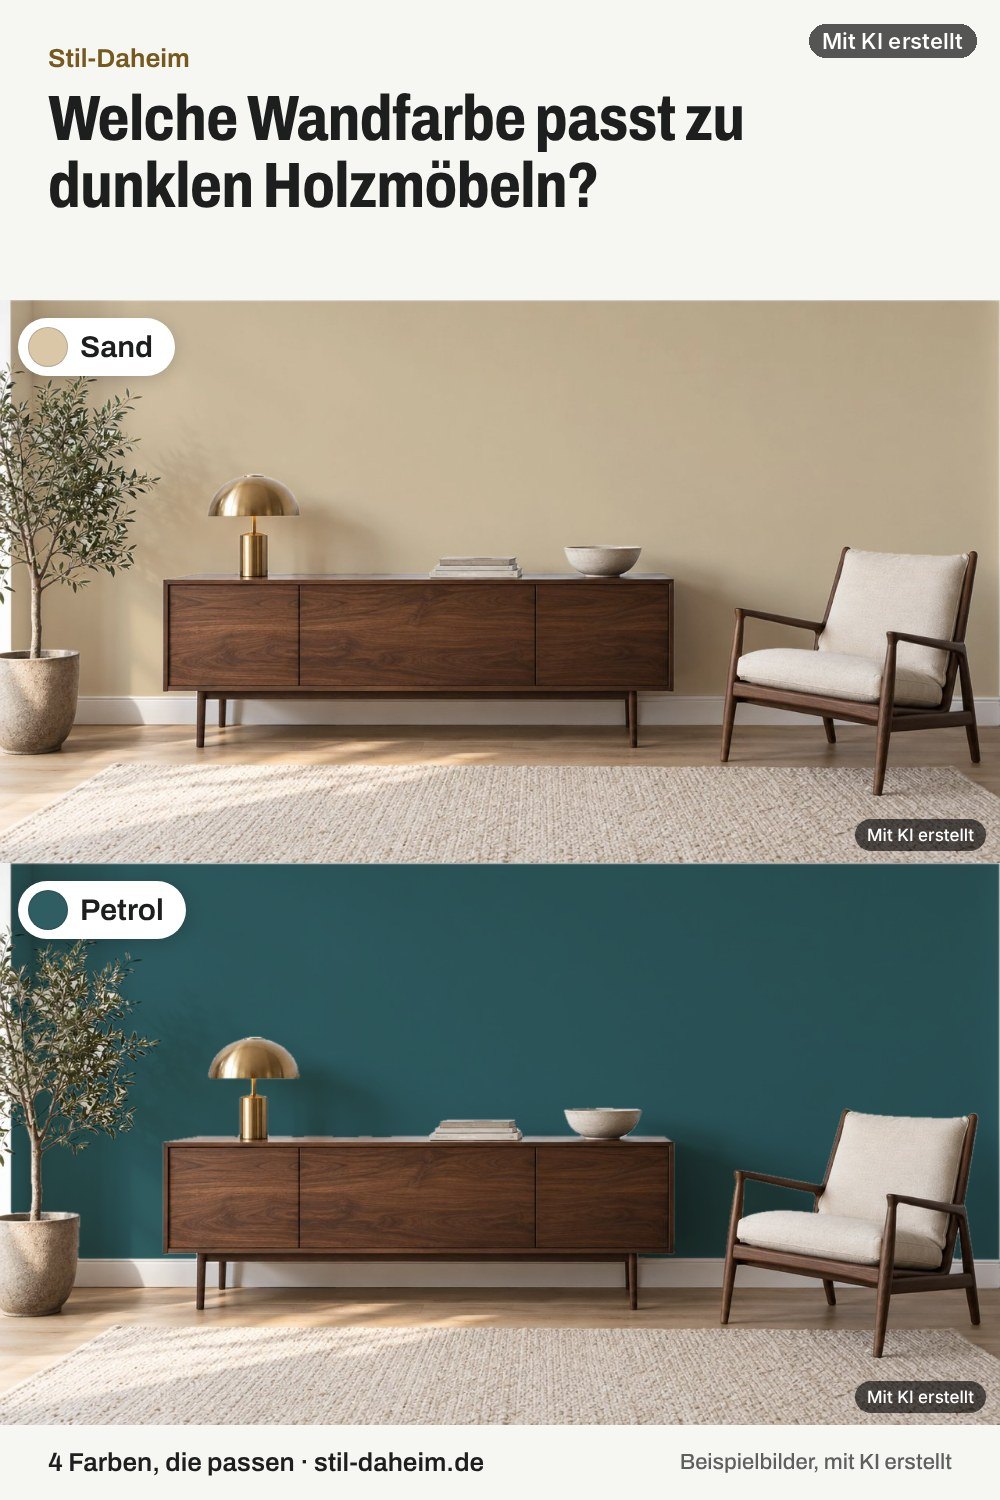 Stil-Daheim
Mit KI erstellt
Welche Wandfarbe passt zu
dunklen Holzmöbeln?
Sand
Mit KI erstellt
Petrol
Mit KI erstellt
4 Farben, die passen · stil-daheim.de
Beispielbilder, mit KI erstellt